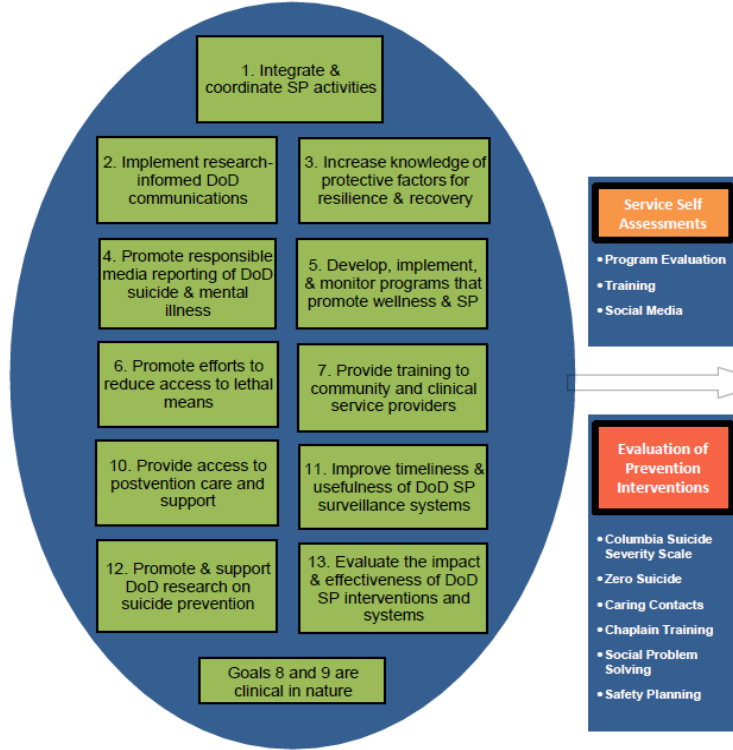 1. Integrate &
coordinate SP activities
2. Implement research-
informed DoD
communications
3. Increase knowledge of
protective factors for
resilience & recovery
4. Promote responsible
media reporting of DoD
suicide & mental
illness
5. Develop, implement,
& monitor programs that
promote wellness & SP
6. Promote efforts to
reduce access to lethal
means
7. Provide training to
community and clinical
service providers
10. Provide access to
postvention care and
support
11. Improve timeliness &
usefulness of DoD SP
surveillance systems
12. Promote & support
DoD research on
suicide prevention
13. Evaluate the impact
& effectiveness of DoD
SP interventions and
systems
Goals 8 and 9 are
clinical in nature
Service Self
Assessments
• Program Evaluation
• Training
• Social Media
Evaluation of
Prevention
Interventions
• Columbia Suicide
Severity Scale
• Zero Suicide
• Caring Contacts
• Chaplain Training
• Social Problem
Solving
• Safety Planning